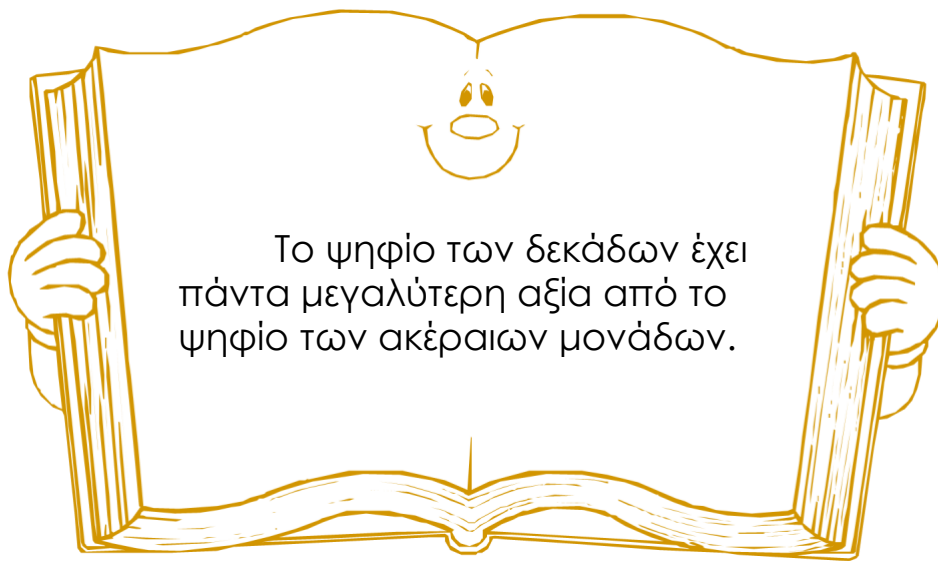 Το ψηφίο των δεκάδων έχει
πάντα μεγαλύτερη αξία από το
ψηφίο των ακέραιων μονάδων.